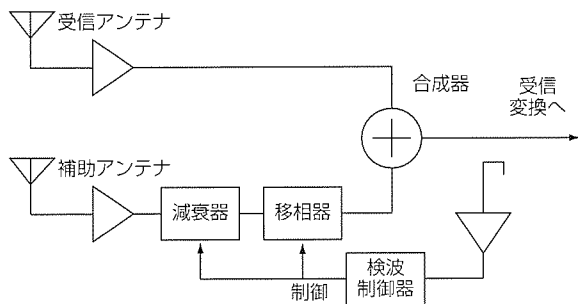 受信アンテナ
合成器
受信
変換へ
補助アンテナ
減衰器
移相器
検波
制御器
制御